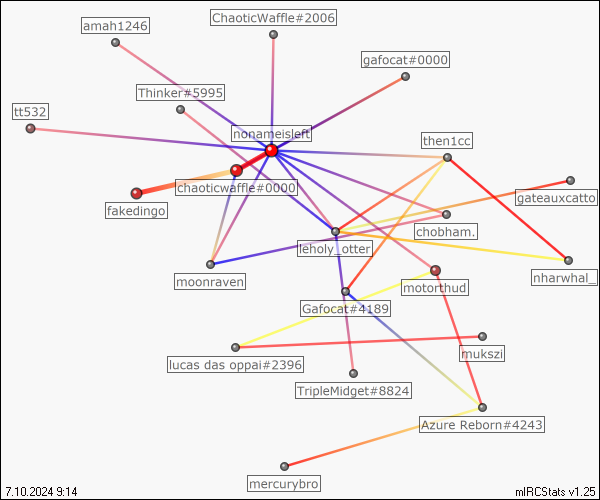 ChaoticWaffle#2006
amah1246
gafocat#0000
Thinker#5995
tt532
nonameisleft
then1cc
chaoticwaffle#0000
gateauxcatto
fakedingo
chobham.
leholy_otter
moonraven
nharwhal_
motorthud
Gafocat#4189
mukszi
lucas das oppai#2396
TripleMidget#8824
Azure Reborn#4243
mercurybro
7.10.2024 9:14
mIRCStats v1.25